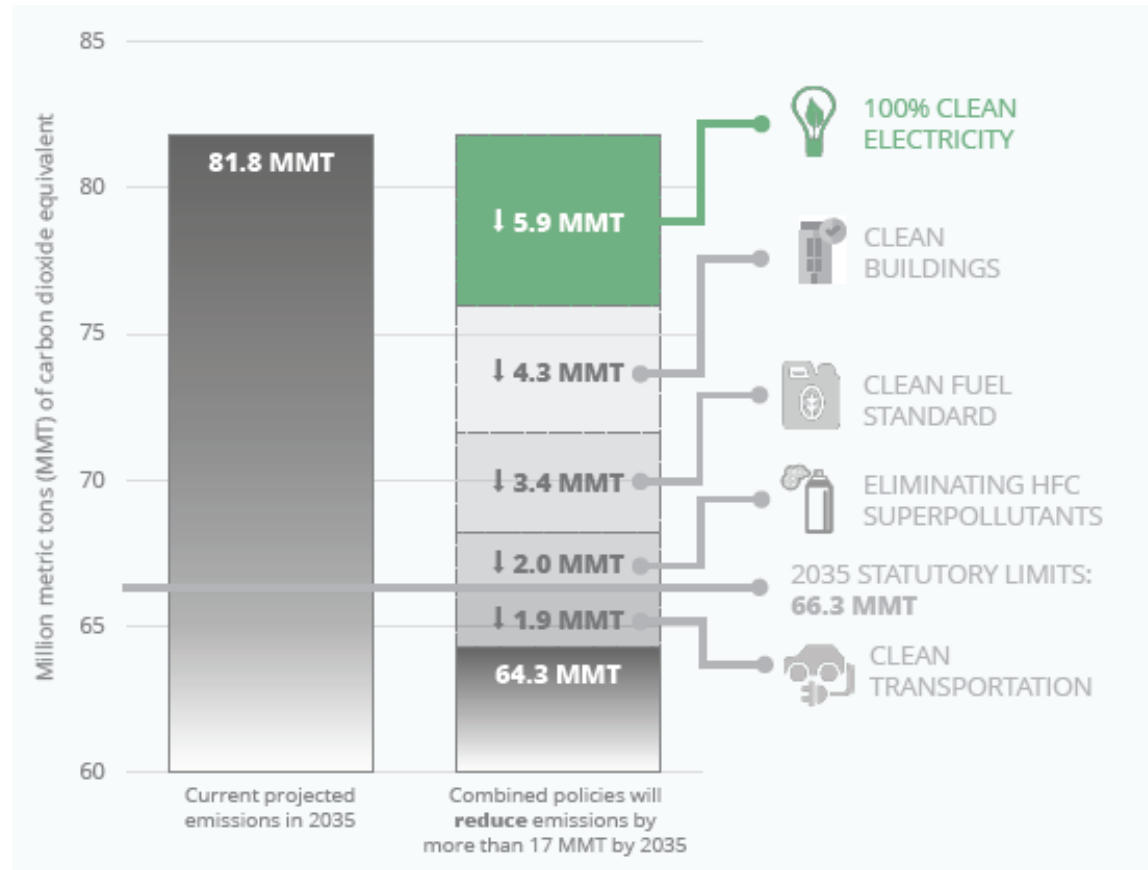 Million metric tons (MMT) of carbon dioxide equivalent
85
80
75
70
65
60
81.8 MMT
↓ 5.9 MMT
↓ 4.3 MMT
↓ 3.4 MMT
↓ 2.0 MMT
↓ 1.9 MMT
64.3 MMT
100% CLEAN
ELECTRICITY
CLEAN
BUILDINGS
CLEAN FUEL
STANDARD
ELIMINATING HFC
SUPERPOLLUTANTS
2035 STATUTORY LIMITS:
66.3 MMT
CLEAN
TRANSPORTATION
Current projected
emissions in 2035
Combined policies will
reduce emissions by
more than 17 MMT by 2035